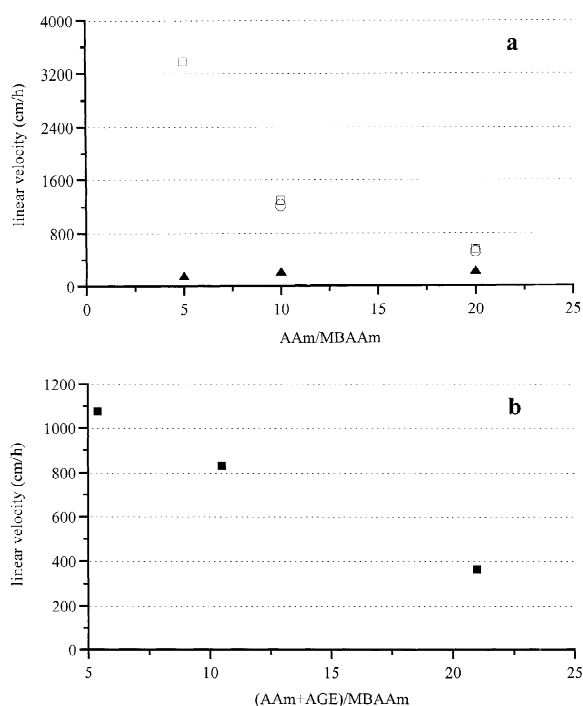 a
4000
3200
2400
1600
800
0
linear velocity (cm/h)
0 5 10 15 20 25
AAm/MBAAm
b
1200
1000
800
600
400
200
0
linear velocity (cm/h)
5 10 15 20 25
(AAm+AGE)/MBAAm